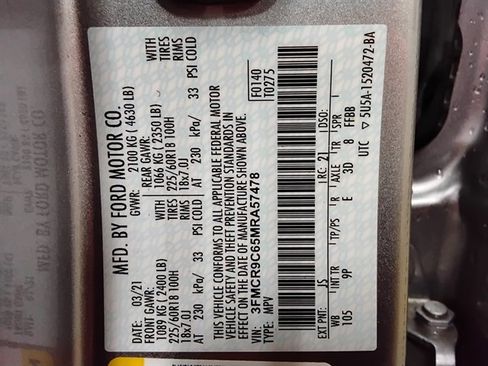 MFD. BY FORD MOTOR CO.
03/21 GVWR: 2100 KG ( 4630 LB)
FRONT GAWR: REAR GAWR: WITH
1089 KG ( 2400 LB) 1066 KG ( 2350 LB) TIRES
225/60R18 100H 225/60R18 100H RIMS
18x7.0J 18x7.0J
AT 230 kPa/ 33 PSI COLD AT 230 kPa/ 33 PSI COLD
THIS VEHICLE CONFORMS TO ALL APPLICABLE FEDERAL MOTOR
VEHICLE SAFETY AND THEFT PREVENTION STANDARDS
IN EFFECT ON THE DATE OF MANUFACTURE SHOWN ABOVE.
VIN: 3FMCR9C65MRA57478
TYPE: MPV
F0140
T0275
EXT PNT: JS RC: 21 DSO:
WB INT TR TP/PS R AXLE TR SPR
105 9P E 3D 8 FFBB
UTC 5U5A-1520472-BA